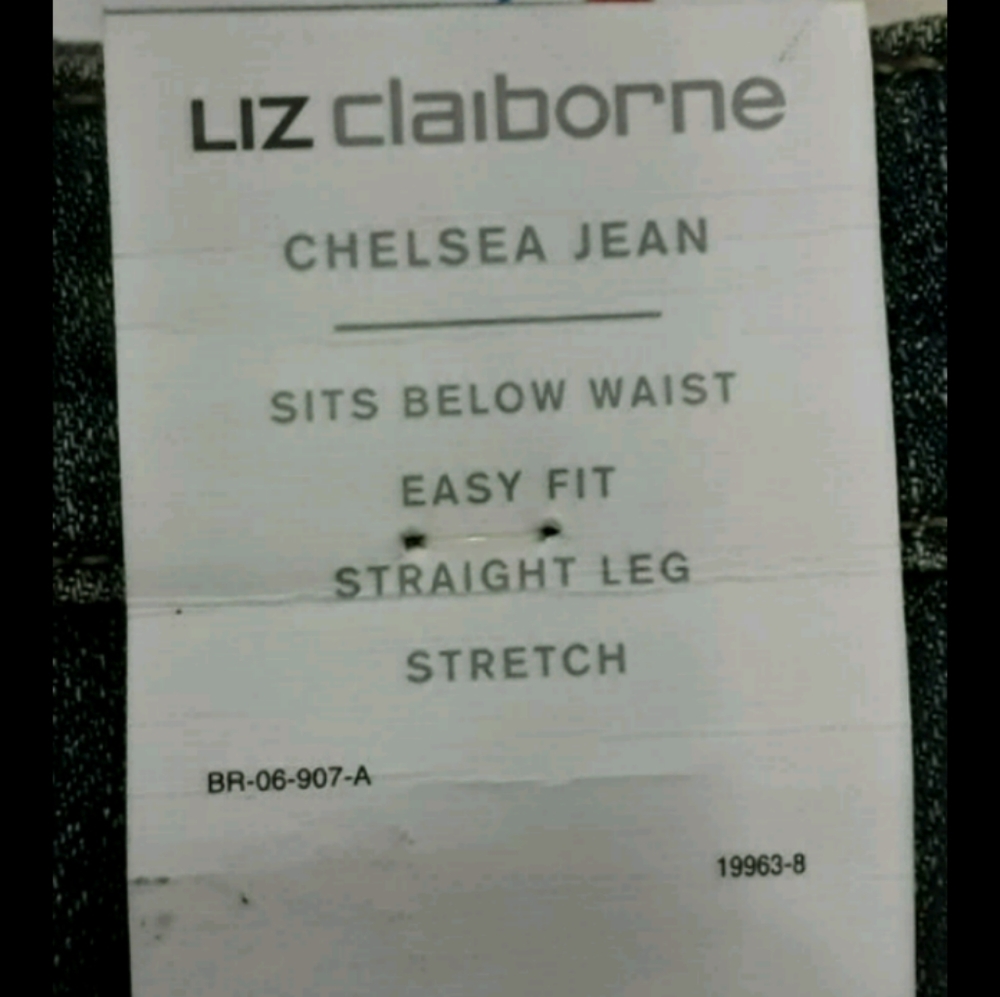 LIZ claiborne
CHELSEA JEAN
SITS BELOW WAIST
EASY FIT
STRAIGHT LEG
STRETCH
BR-06-907-A
19963-8